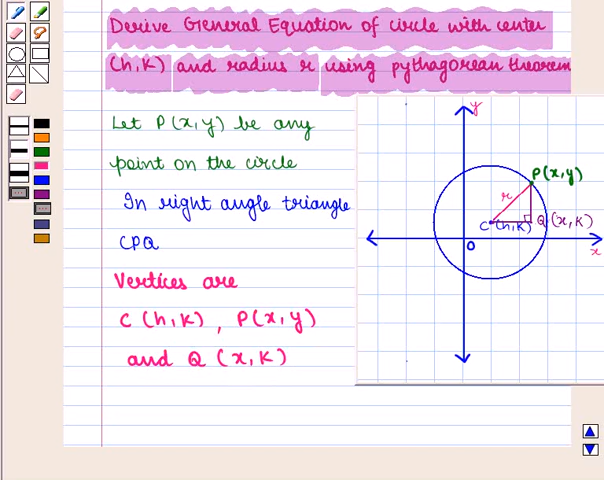 Derive General Equation of circle with center
(h,K) and radius r using pythagorean theorem
Let P(x,y) be any
point on the circle
In right angle triangle
CPQ
Vertices are
C (h,K) , P(x,y)
and Q (x,K)
y
P(x,y)
r
C (h,K) Q (x,K)
O
x